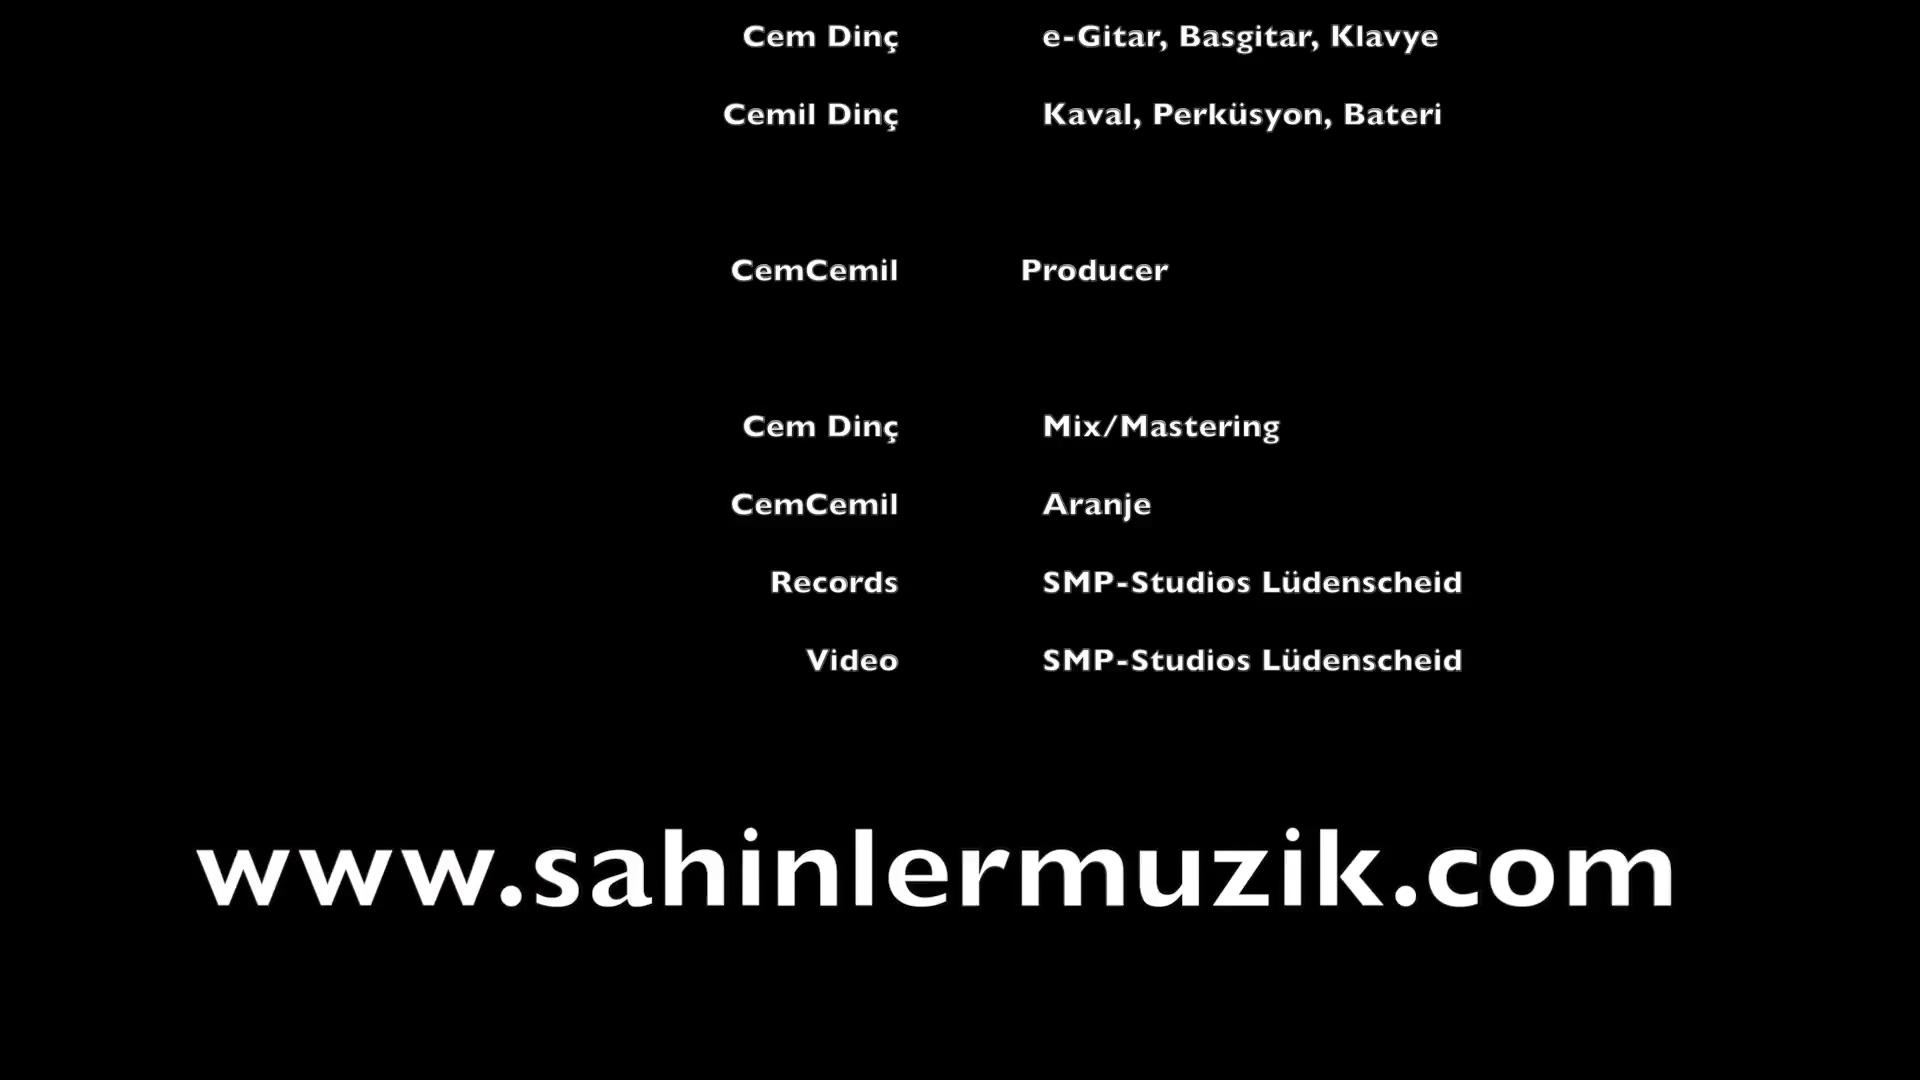 Cem Dinç e-Gitar, Basgitar, Klavye
Cemil Dinç Kaval, Perküsyon, Bateri
CemCemil Producer
Cem Dinç Mix/Mastering
CemCemil Aranje
Records SMP-Studios Lüdenscheid
Video SMP-Studios Lüdenscheid
www.sahinlermuzik.com